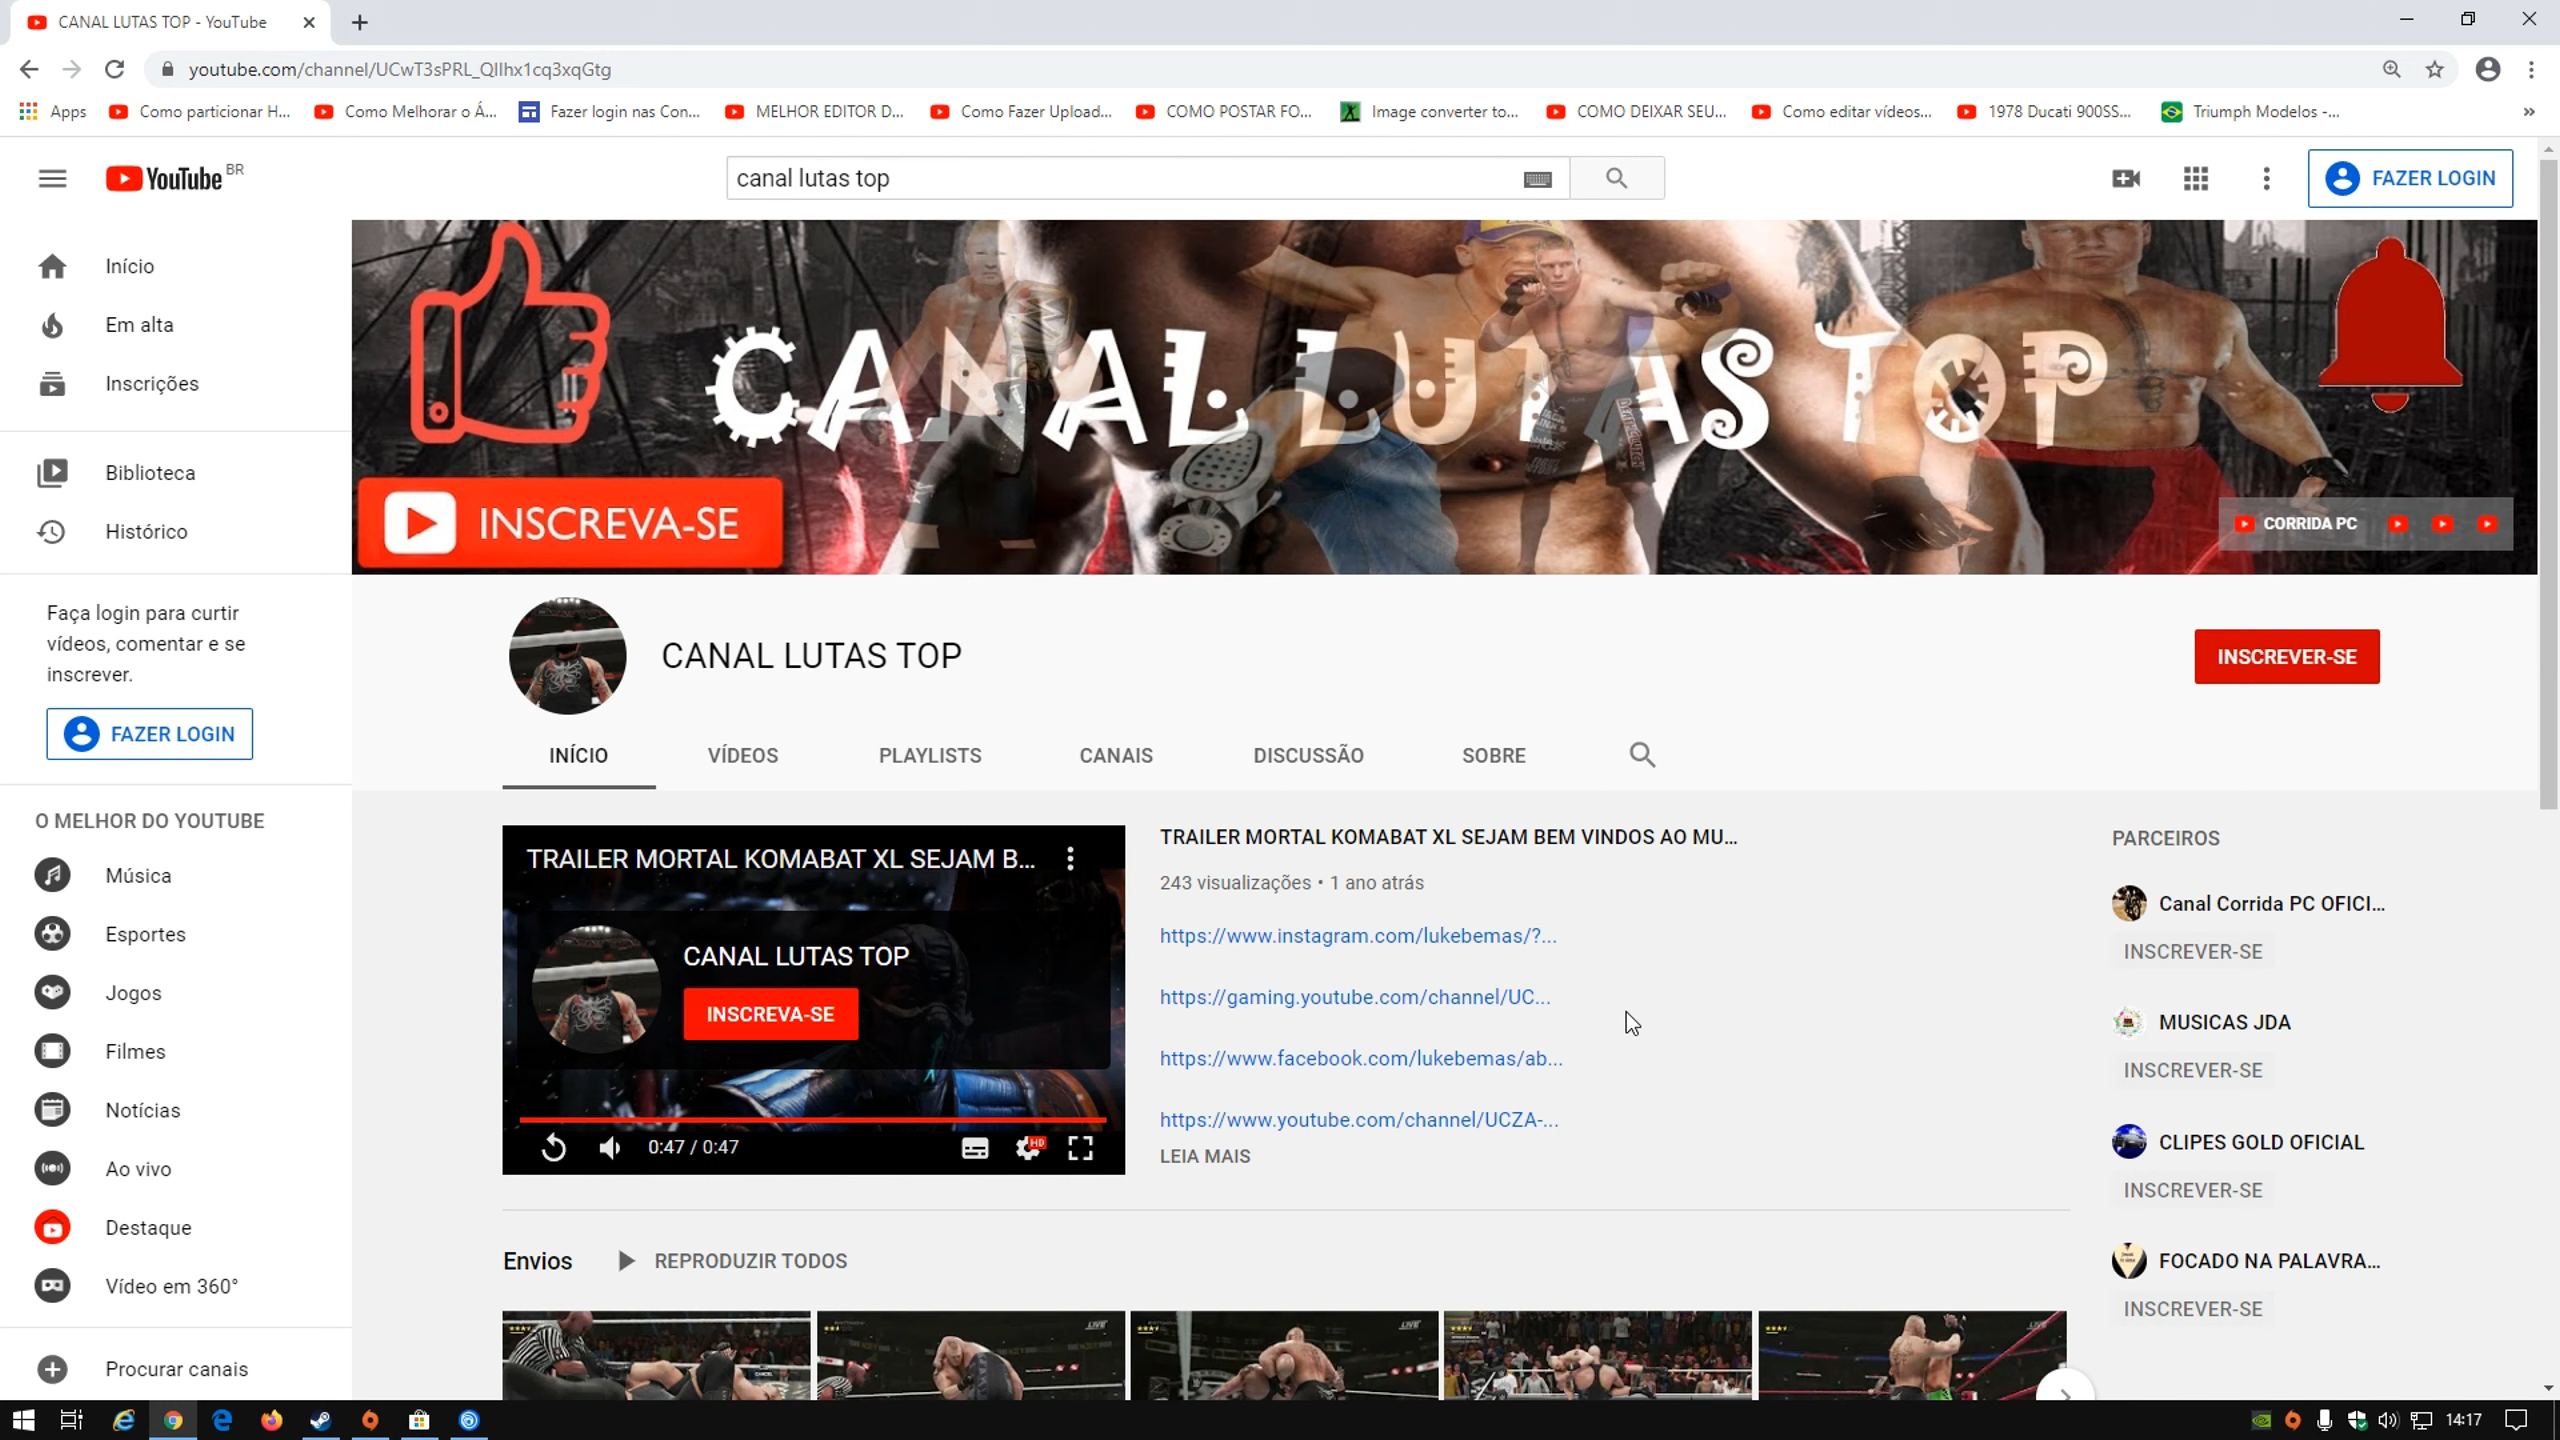 CANAL LUTAS TOP - YouTube
youtube.com/channel/UCwT3sPRL_QIlhx1cq3xqGtg
Apps
Como particionar H...
Como Melhorar o Á...
Fazer login nas Con...
MELHOR EDITOR D...
Como Fazer Upload...
COMO POSTAR FO...
Image converter to...
COMO DEIXAR SEU...
Como editar vídeos...
1978 Ducati 900SS...
Triumph Modelos -...
YouTube BR
canal lutas top
FAZER LOGIN
Início
Em alta
Inscrições
Biblioteca
Histórico
Faça login para curtir
vídeos, comentar e se
inscrever.
FAZER LOGIN
O MELHOR DO YOUTUBE
Música
Esportes
Jogos
Filmes
Notícias
Ao vivo
Destaque
Vídeo em 360°
Procurar canais
CANAL LUTAS TOP
INSCREVA-SE
CORRIDA PC
CANAL LUTAS TOP
INSCREVER-SE
INÍCIO
VÍDEOS
PLAYLISTS
CANAIS
DISCUSSÃO
SOBRE
TRAILER MORTAL KOMABAT XL SEJAM B...
CANAL LUTAS TOP
INSCREVA-SE
0:47 / 0:47
HD
TRAILER MORTAL KOMABAT XL SEJAM BEM VINDOS AO MU...
243 visualizações • 1 ano atrás
https://www.instagram.com/lukebemas/?...
https://gaming.youtube.com/channel/UC...
https://www.facebook.com/lukebemas/ab...
https://www.youtube.com/channel/UCZA-...
LEIA MAIS
PARCEIROS
Canal Corrida PC OFICI...
INSCREVER-SE
MUSICAS JDA
INSCREVER-SE
CLIPES GOLD OFICIAL
INSCREVER-SE
FOCADO NA PALAVRA...
INSCREVER-SE
Envios
REPRODUZIR TODOS
LIVE
LIVE
LIVE
14:17